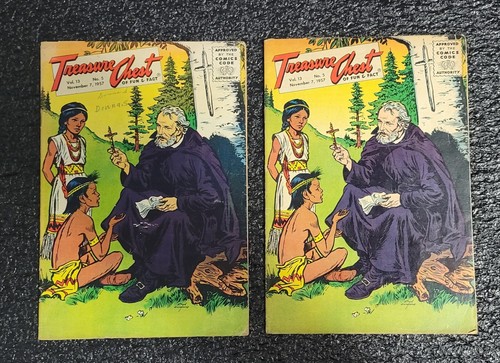 Treasure Chest
OF FUN & FACT
Vol. 13 No. 5
November 7, 1957
APPROVED
BY THE
COMICS
CODE
AUTHORITY
Treasure Chest
OF FUN & FACT
Vol. 13 No. 5
November 7, 1957
APPROVED
BY THE
COMICS
CODE
AUTHORITY